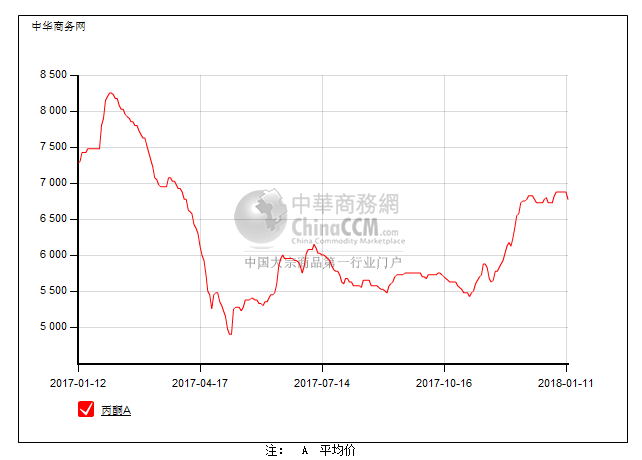 中华商务网
8 500
8 000
7 500
7 000
6 500
6 000
5 500
5 000
中華商務網
ChinaCCM.com
China Commodity Marketplace
中国大宗商品第一行业门户
2017-01-12 2017-04-17 2017-07-14 2017-10-16 2018-01-11
丙酮A
注： A 平均价